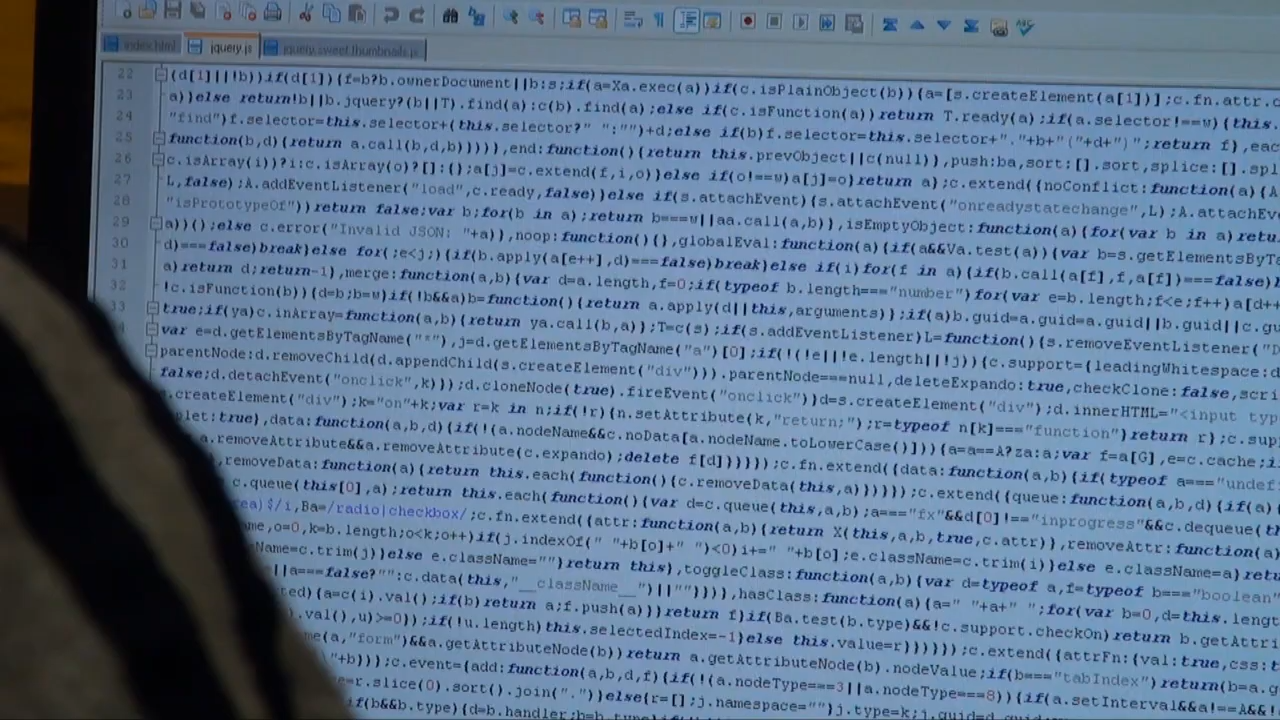 index.html jquery.js jquery.sweet.thumbnails.js
22 (d[1]||!b))if(d[1]){f=b?b.ownerDocument||b:s;if(a=Xa.exec(a))if(c.isPlainObject(b)){a=[s.createElement(a[1])];c.fn.attr.c
23 a))else return!b||b.jquery?(b||T).find(a):c(b).find(a);else if(c.isFunction(a))return T.ready(a);if(a.selector!==w){this.
24 "find")f.selector=this.selector+(this.selector?" ":"")+d;else if(b)f.selector=this.selector+"."+b+"("+d+")";return f},eac
25 function(b,d){return a.call(b,d,b)}))},end:function(){return this.prevObject||c(null)},push:ba,sort:[].sort,splice:[].spl
26 c.isArray(i))?i:c.isArray(o)?[]:{};a[j]=c.extend(f,i,o)}else if(o!==w)a[j]=o}return a};c.extend({noConflict:function(a){A
27 L,false);A.addEventListener("load",c.ready,false)}else if(s.attachEvent){s.attachEvent("onreadystatechange",L);A.attachEv
28 "isPrototypeOf"))return false;var b;for(b in a);return b===w||aa.call(a,b)},isEmptyObject:function(a){for(var b in a)retu
29 a))();else c.error("Invalid JSON: "+a)},noop:function(){},globalEval:function(a){if(a&&Va.test(a)){var b=s.getElementsByTa
30 d)===false)break}else for(;e<j;){if(b.apply(a[e++],d)===false)break}else if(i)for(f in a){if(b.call(a[f],f,a[f])===false)b
31 a)return d;return-1},merge:function(a,b){var d=a.length,f=0;if(typeof b.length==="number")for(var e=b.length;f<e;f++)a[d++
32 !c.isFunction(b)){d=b;b=w}if(!b&&a)b=function(){return a.apply(d||this,arguments)};if(a)b.guid=a.guid=a.guid||b.guid||c.gu
33 true;if(ya)c.inArray=function(a,b){return ya.call(b,a)};T=c(s);if(s.addEventListener)L=function(){s.removeEventListener("D
var e=d.getElementsByTagName("*"),j=d.getElementsByTagName("a")[0];if(!(!e||!e.length||!j)){c.support={leadingWhitespace:d
parentNode;d.removeChild(d.appendChild(s.createElement("div"))).parentNode===null,deleteExpando:true,checkClone:false,scri
false;d.detachEvent("onclick",k)});d.cloneNode(true).fireEvent("onclick")}d=s.createElement("div");d.innerHTML="<input typ
.createElement("div");k="on"+k;var r=k in n;if(!r){n.setAttribute(k,"return;");r=typeof n[k]==="function"}return r};c.sup
plet:true},data:function(a,b,d){if(!(a.nodeName&&c.noData[a.nodeName.toLowerCase()])){a=a==A?za:a;var f=a[G],e=c.cache;i
a.removeAttribute&&a.removeAttribute(c.expando);delete f[d]}}}});c.fn.extend({data:function(a,b){if(typeof a==="undef
,removeData:function(a){return this.each(function(){c.removeData(this,a)})}});c.extend({queue:function(a,b,d){if(a){
c.queue(this[0],a);return this.each(function(){var d=c.queue(this,a,b);a==="fx"&&d[0]!=="inprogress"&&c.dequeue(th
rea)$/i,Ba=/radio|checkbox/;c.fn.extend({attr:function(a,b){return X(this,a,b,true,c.attr)},removeAttr:function(a
ame,o=0,k=b.length;o<k;o++)if(j.indexOf(" "+b[o]+" ")<0)i+=" "+b[o];e.className=c.trim(i)}else e.className=a}retu
Name=c.trim(j)}else e.className=""}return this},toggleClass:function(a,b){var d=typeof a,f=typeof b==="boolean"
||a===false?"":c.data(this,"__className__")||""}})},hasClass:function(a){a=" "+a+" ";for(var b=0,d=this.lengt
ted){a=c(i).val();if(b)return a;f.push(a)}}return f}if(Ba.test(b.type)&&!c.support.checkOn)return b.getAttri
.val(),u)>=0});if(!u.length)this.selectedIndex=-1}else this.value=r}})}});c.extend({attrFn:{val:true,css:t
me(a,"form")&&a.getAttributeNode(b))return a.getAttributeNode(b).nodeValue;if(b==="tabIndex")return(b=a.g
"+b)});c.event={add:function(a,b,d,f){if(!(a.nodeType===3||a.nodeType===8)){if(a.setInterval&&a!==A&&!
=r.slice(0).sort().join(".")}else{r=[];j.namespace=""}j.type=k;j.guid=d.guid
if(b&&b.type){d=b.handler;b=b.type}